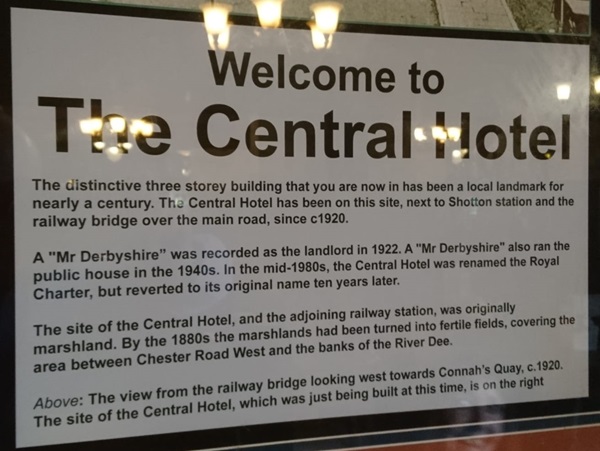 Welcome to
The Central Hotel
The distinctive three storey building that you are now in has been a local landmark for
nearly a century. The Central Hotel has been on this site, next to Shotton station and the
railway bridge over the main road, since c1920.
A "Mr Derbyshire” was recorded as the landlord in 1922. A "Mr Derbyshire" also ran the
public house in the 1940s. In the mid-1980s, the Central Hotel was renamed the Royal
Charter, but reverted to its original name ten years later.
The site of the Central Hotel, and the adjoining railway station, was originally
marshland. By the 1880s the marshlands had been turned into fertile fields, covering the
area between Chester Road West and the banks of the River Dee.
Above: The view from the railway bridge looking west towards Connah's Quay, c.1920.
The site of the Central Hotel, which was just being built at this time, is on the right